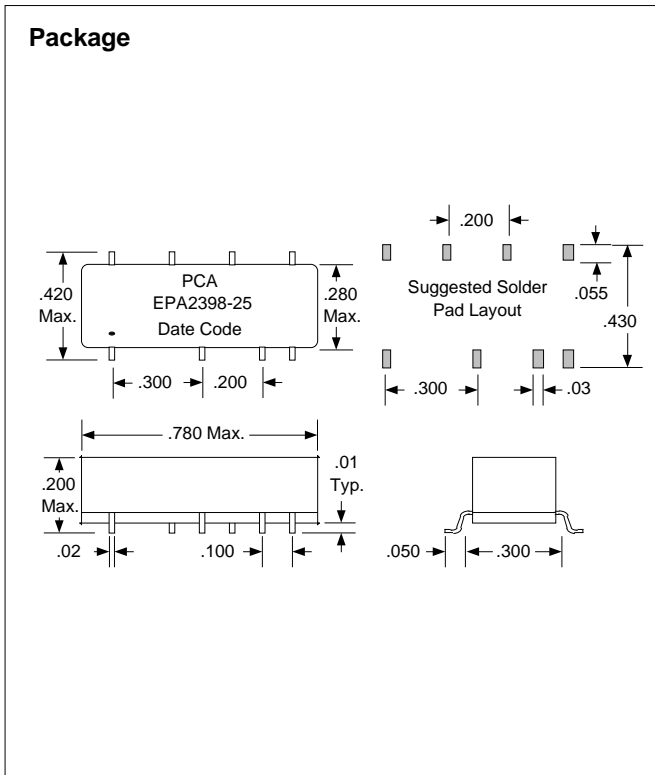 Package
.200
.420
Max.
PCA
EPA2398-25
Date Code
.280
Max.
Suggested Solder
Pad Layout
.055
.430
.300
.200
.300
.03
.780 Max.
.200
Max.
.01
Typ.
.02
.100
.050
.300